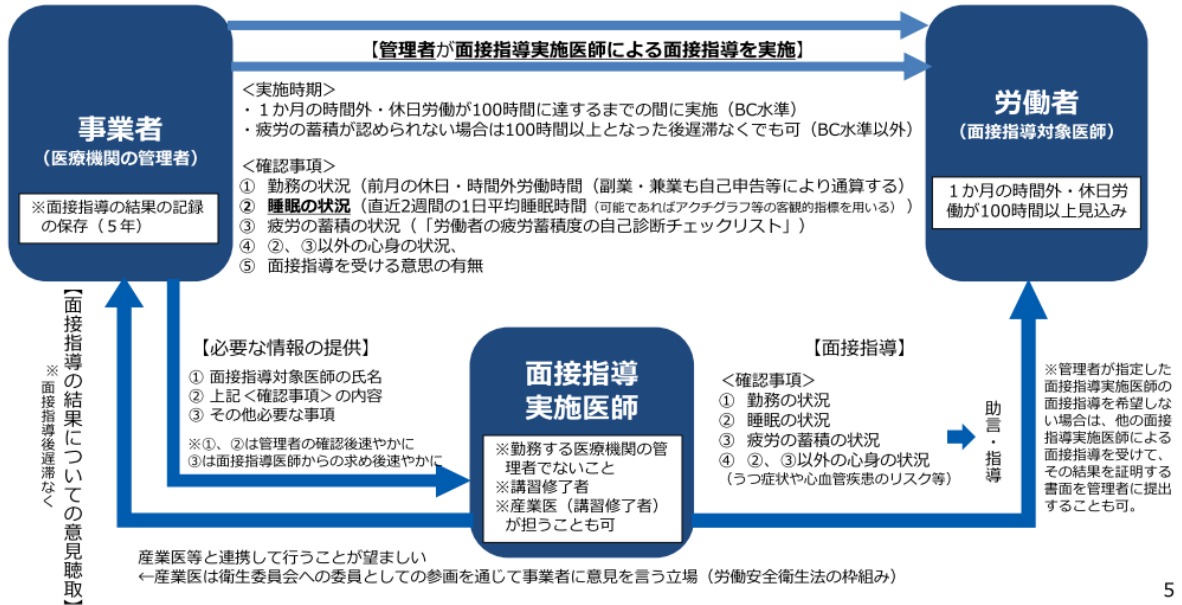 【管理者が面接指導実施医師による面接指導を実施】
事業者
(医療機関の管理者)
※面接指導の結果の記録
の保存(5年)
<実施時期>
・1か月の時間外・休日労働が100時間に達するまでの間に実施(BC水準)
・疲労の蓄積が認められない場合は100時間以上となった後遅滞なくでも可(BC水準以外)
<確認事項>
① 勤務の状況(前月の休日・時間外労働時間(副業・兼業も自己申告等により通算する)
② 睡眠の状況(直近2週間の1日平均睡眠時間(可能であればアクチグラフ等の客観的指標を用いる))
③ 疲労の蓄積の状況(「労働者の疲労蓄積度の自己診断チェックリスト」)
④ ②、③以外の心身の状況、
⑤ 面接指導を受ける意思の有無
労働者
(面接指導対象医師)
1か月の時間外・休日労
働が100時間以上見込み
【面接指導の結果についての意見聴取】
※面接指導後遅滞なく
【必要な情報の提供】
① 面接指導対象医師の氏名
② 上記<確認事項>の内容
③ その他必要な事項
※①、②は管理者の確認後速やかに
③は面接指導医師からの求め後速やかに
面接指導
実施医師
※勤務する医療機関の管
理者でないこと
※講習修了者
※産業医(講習修了者)
が担うことも可
【面接指導】
<確認事項>
① 勤務の状況
② 睡眠の状況
③ 疲労の蓄積の状況
④ ②、③以外の心身の状況
(うつ症状や心血管疾患のリスク等)
助言・指導
※管理者が指定した
面接指導実施医師の
面接指導を希望しな
い場合は、他の面接
指導実施医師による
面接指導を受けて、
その結果を証明する
書面を管理者に提出
することも可。
産業医等と連携して行うことが望ましい
←産業医は衛生委員会への委員としての参画を通じて事業者に意見を言う立場(労働安全衛生法の枠組み)
5